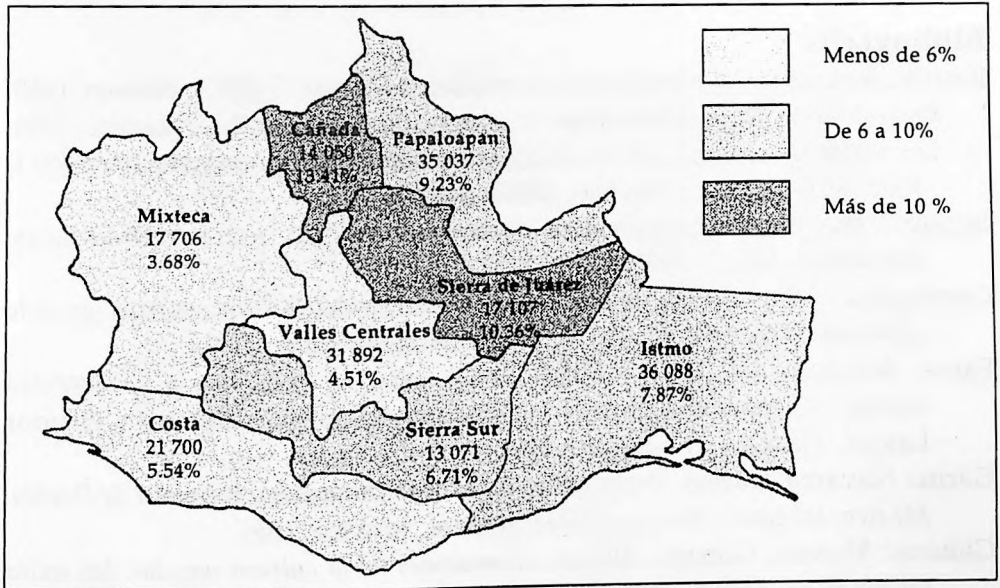 Menos de 6%
De 6 a 10%
Más de 10 %
Cañada
14 050
13.41%
Papaloapan
35 037
9.23%
Mixteca
17 706
3.68%
Sierra de Juárez
17 107
10.36%
Valles Centrales
31 892
4.51%
Istmo
36 088
7.87%
Costa
21 700
5.54%
Sierra Sur
13 071
6.71%